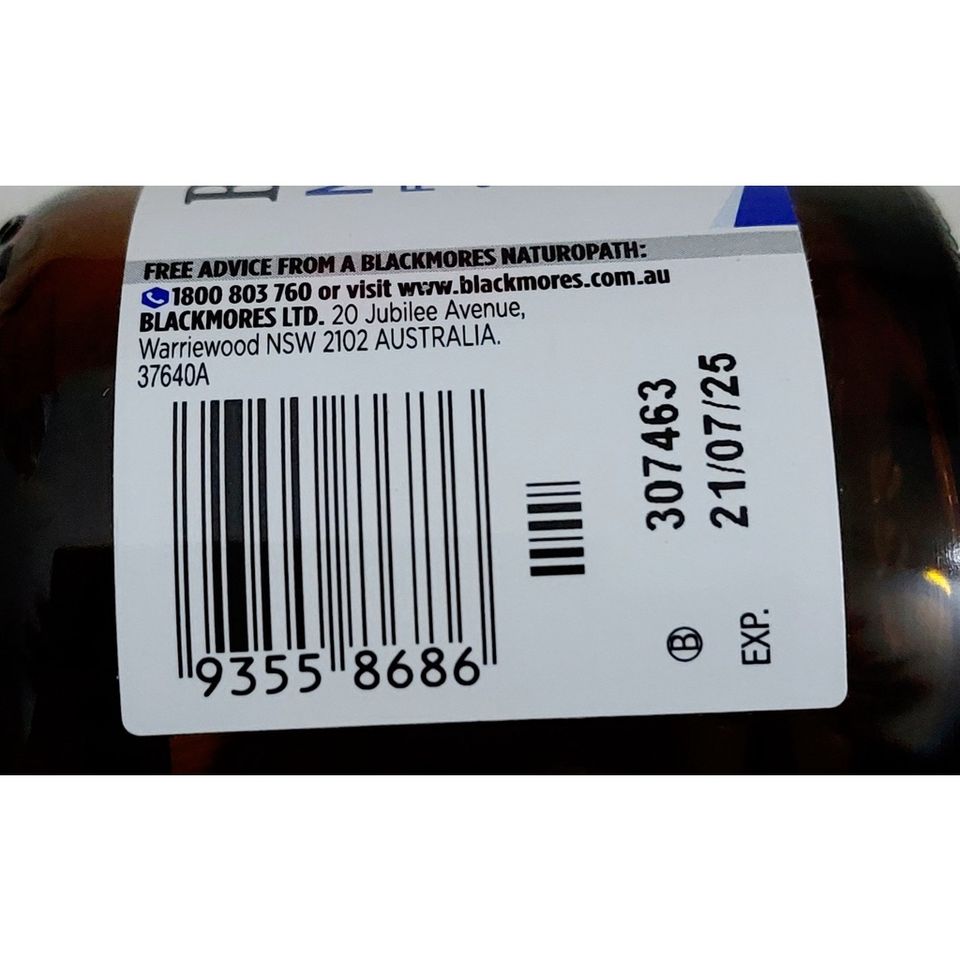 FREE ADVICE FROM A BLACKMORES NATUROPATH:
1800 803 760 or visit www.blackmores.com.au
BLACKMORES LTD. 20 Jubilee Avenue,
Warriewood NSW 2102 AUSTRALIA.
37640A
9355 8686
B 307463
EXP. 21/07/25